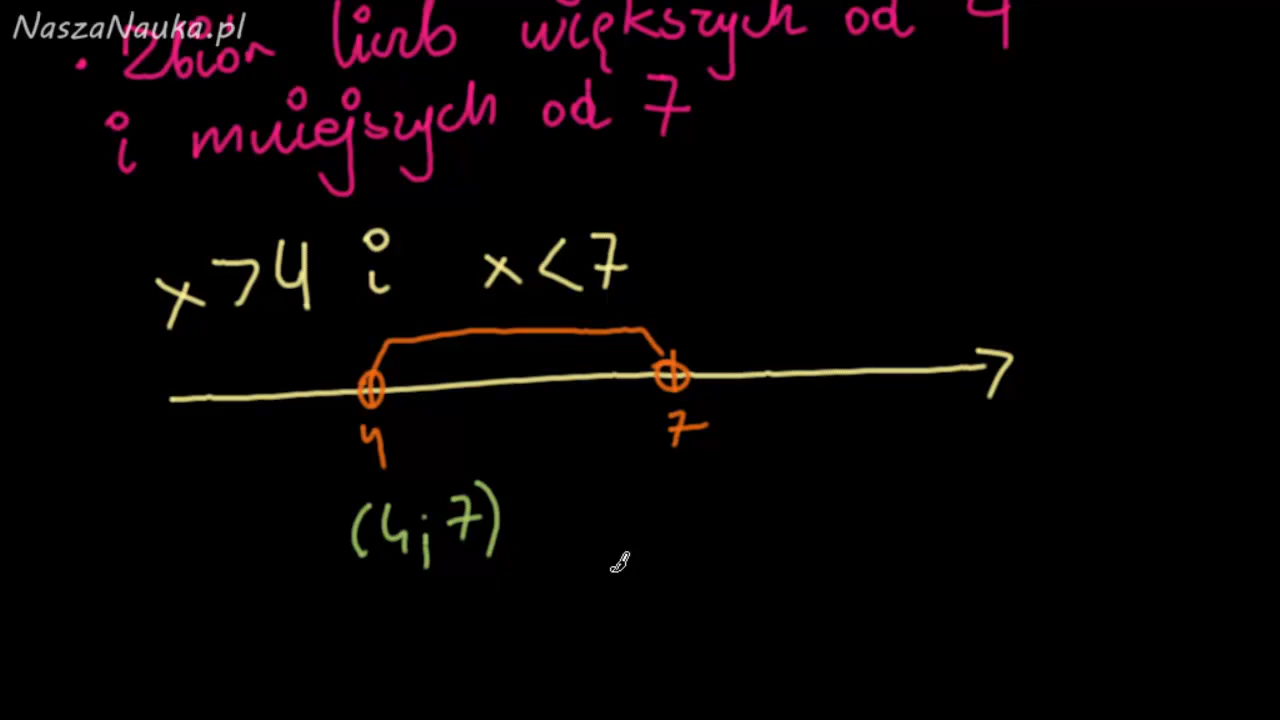 NaszaNauka.pl
• Zbiór liczb większych od 4
i mniejszych od 7
x>4 i x<7
4 7
(4;7)